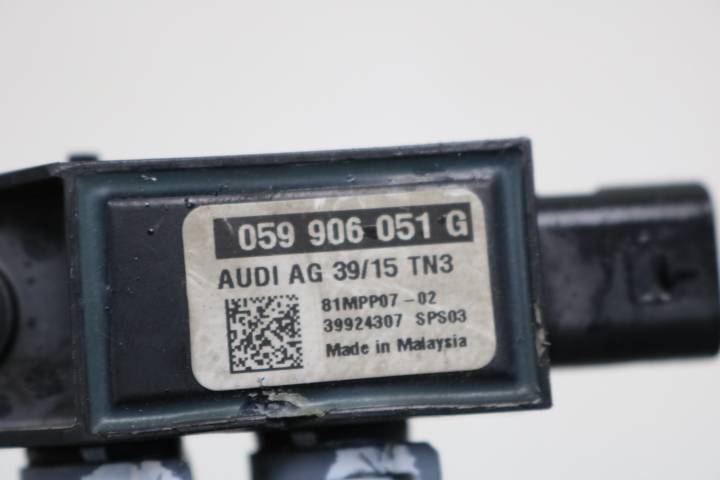 059 906 051 G
AUDI AG 39/15 TN3
81MPP07-02
39924307 SPS03
Made in Malaysia